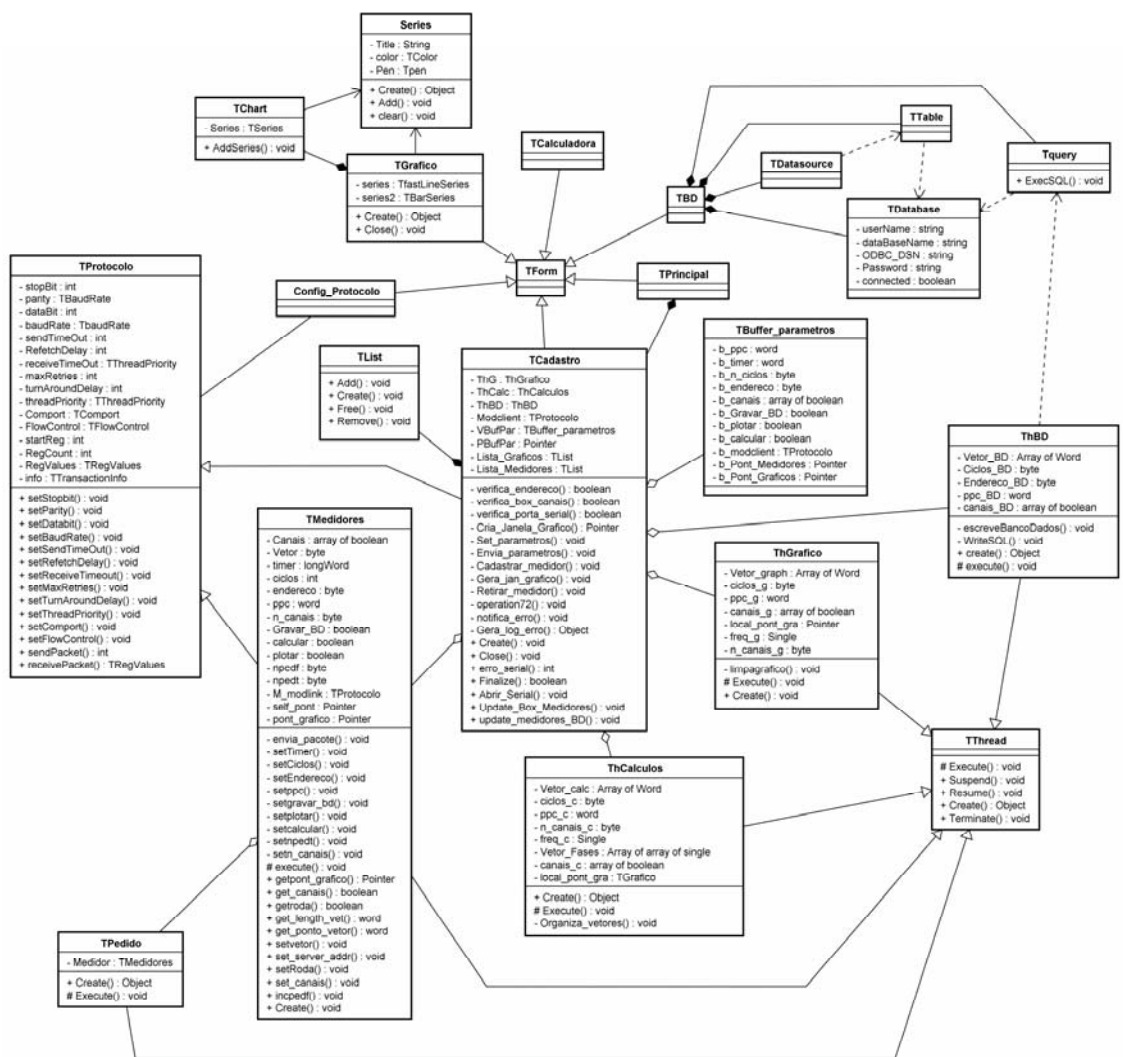 Series
- Title : String
- color : TColor
- Pen : Tpen
+ Create() : Object
+ Add() : void
+ clear() : void
TChart
- Series : TSeries
+ AddSeries() : void
TGrafico
- series : TfastLineSeries
- series2 : TBarSeries
+ Create() : Object
+ Close() : void
TCalculadora
TBD
TDatasource
TTable
Tquery
+ ExecSQL() : void
TDatabase
- userName : string
- dataBaseName : string
- ODBC_DSN : string
- Password : string
- connected : boolean
TForm
TPrincipal
Config_Protocolo
TProtocolo
- stopBit : int
- parity : TBaudRate
- dataBit : int
- baudRate : TbaudRate
- sendTimeOut : int
- RefetchDelay : int
- receiveTimeOut : TThreadPriority
- maxRetries : int
- turnAroundDelay : int
- threadPriority : TThreadPriority
- Comport : TComport
- FlowControl : TFlowControl
- startReg : int
- RegCount : int
- RegValues : TRegValues
- info : TTransactionInfo
+ setStopbit() : void
+ setParity() : void
+ setDatabit() : void
+ setBaudRate() : void
+ setSendTimeOut() : void
+ setRefetchDelay() : void
+ setReceiveTimeout() : void
+ setMaxRetries() : void
+ setTurnAroundDelay() : void
+ setThreadPriority() : void
+ setComport() : void
+ setFlowControl() : void
+ sendPacket() : int
+ receivePacket() : TRegValues
TList
+ Add() : void
+ Create() : void
+ Free() : void
+ Remove() : void
TCadastro
- ThG : ThGrafico
- ThCalc : ThCalculos
- ThBD : ThBD
- Modclient : TProtocolo
- VBufPar : TBuffer_parametros
- PBufPar : Pointer
- Lista_Graficos : TList
- Lista_Medidores : TList
- verifica_endereco() : boolean
- verifica_box_canais() : boolean
- verifica_porta_serial() : boolean
- Cria_Janela_Grafico() : Pointer
- Set_parametros() : void
- Envia_parametros() : void
- Cadastrar_medidor() : void
- Gera_jan_grafico() : void
- Retirar_medidor() : void
- operation72() : void
- notifica_erro() : void
- Gera_log_erro() : Object
+ Create() : void
+ Close() : void
+ erro_serial() : int
+ Finalize() : boolean
+ Abrir_Serial() : void
+ Update_Box_Medidores() : void
+ update_medidores_BD() : void
TBuffer_parametros
- b_ppc : word
- b_timer : word
- b_n_ciclos : byte
- b_endereco : byte
- b_canais : array of boolean
- b_Gravar_BD : boolean
- b_plotar : boolean
- b_calcular : boolean
- b_modclient : TProtocolo
- b_Pont_Medidores : Pointer
- b_Pont_Graficos : Pointer
ThBD
- Vetor_BD : Array of Word
- Ciclos_BD : byte
- Endereco_BD : byte
- ppc_BD : word
- canais_BD : array of boolean
- escreveBancoDados() : void
- WriteSQL() : void
+ create() : Object
# execute() : void
TMedidores
- Canais : array of boolean
- Vetor : byte
- timer : longWord
- ciclos : int
- endereco : byte
- ppc : word
- n_canais : byte
- Gravar_BD : boolean
- calcular : boolean
- plotar : boolean
- npedf : byte
- npedt : byte
- M_modlink : TProtocolo
- self_pont : Pointer
- pont_grafico : Pointer
- envia_pacote() : void
- setTimer() : void
- setCiclos() : void
- setEndereco() : void
- setppc() : void
- setgravar_bd() : void
- setplotar() : void
- setcalcular() : void
- setnpedt() : void
- setn_canais() : void
# execute() : void
+ getpont_grafico() : Pointer
+ get_canais() : boolean
+ getroda() : boolean
+ get_length_vet() : word
+ get_ponto_vetor() : word
+ setvetor() : void
+ set_server_addr() : void
+ setRoda() : void
+ set_canais() : void
+ incpedf() : void
+ Create() : void
ThGrafico
- Vetor_graph : Array of Word
- ciclos_g : byte
- ppc_g : word
- canais_g : array of boolean
- local_pont_gra : Pointer
- freq_g : Single
- n_canais_g : byte
- limpagrafico() : void
# Execute() : void
+ Create() : void
TThread
# Execute() : void
+ Suspend() : void
+ Resume() : void
+ Create() : Object
+ Terminate() : void
ThCalculos
- Vetor_calc : Array of Word
- ciclos_c : byte
- ppc_c : word
- n_canais_c : byte
- freq_c : Single
- Vetor_Fases : Array of array of single
- canais_c : array of boolean
- local_pont_gra : TGrafico
+ Create() : Object
# Execute() : void
- Organiza_vetores() : void
TPedido
- Medidor : TMedidores
+ Create() : Object
# Execute() : void